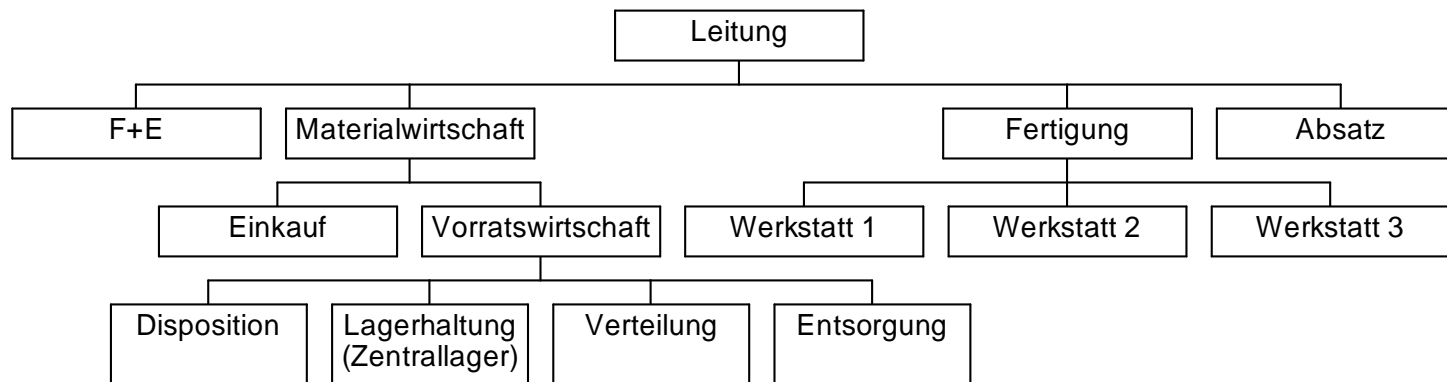 Leitung
F+E
Materialwirtschaft
Fertigung
Absatz
Einkauf
Vorratswirtschaft
Werkstatt 1
Werkstatt 2
Werkstatt 3
Disposition
Lagerhaltung
(Zentrallager)
Verteilung
Entsorgung